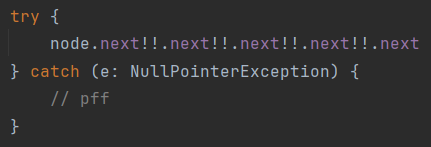 try {
    node.next!!.next!!.next!!.next!!.next
} catch (e: NullPointerException) {
    // pff
}